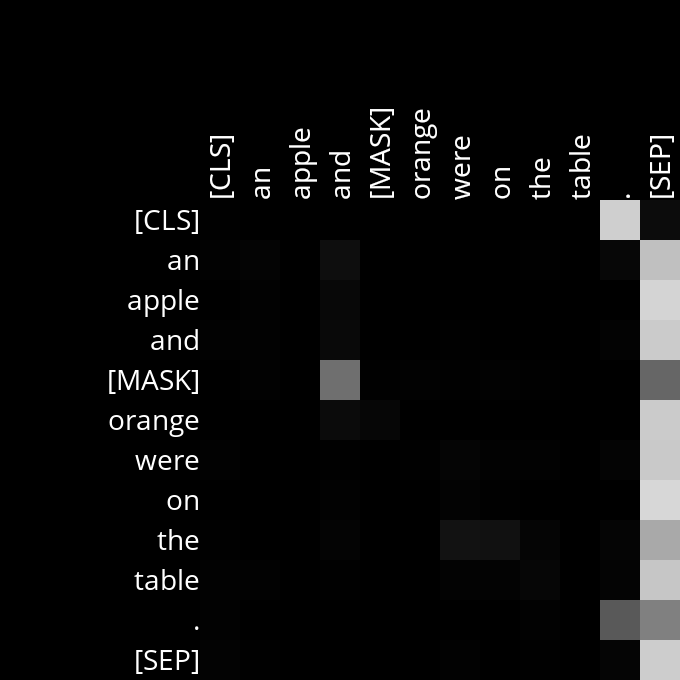 [CLS] an apple and [MASK] orange were on the table . [SEP]
[CLS]
an
apple
and
[MASK]
orange
were
on
the
table
.
[SEP]